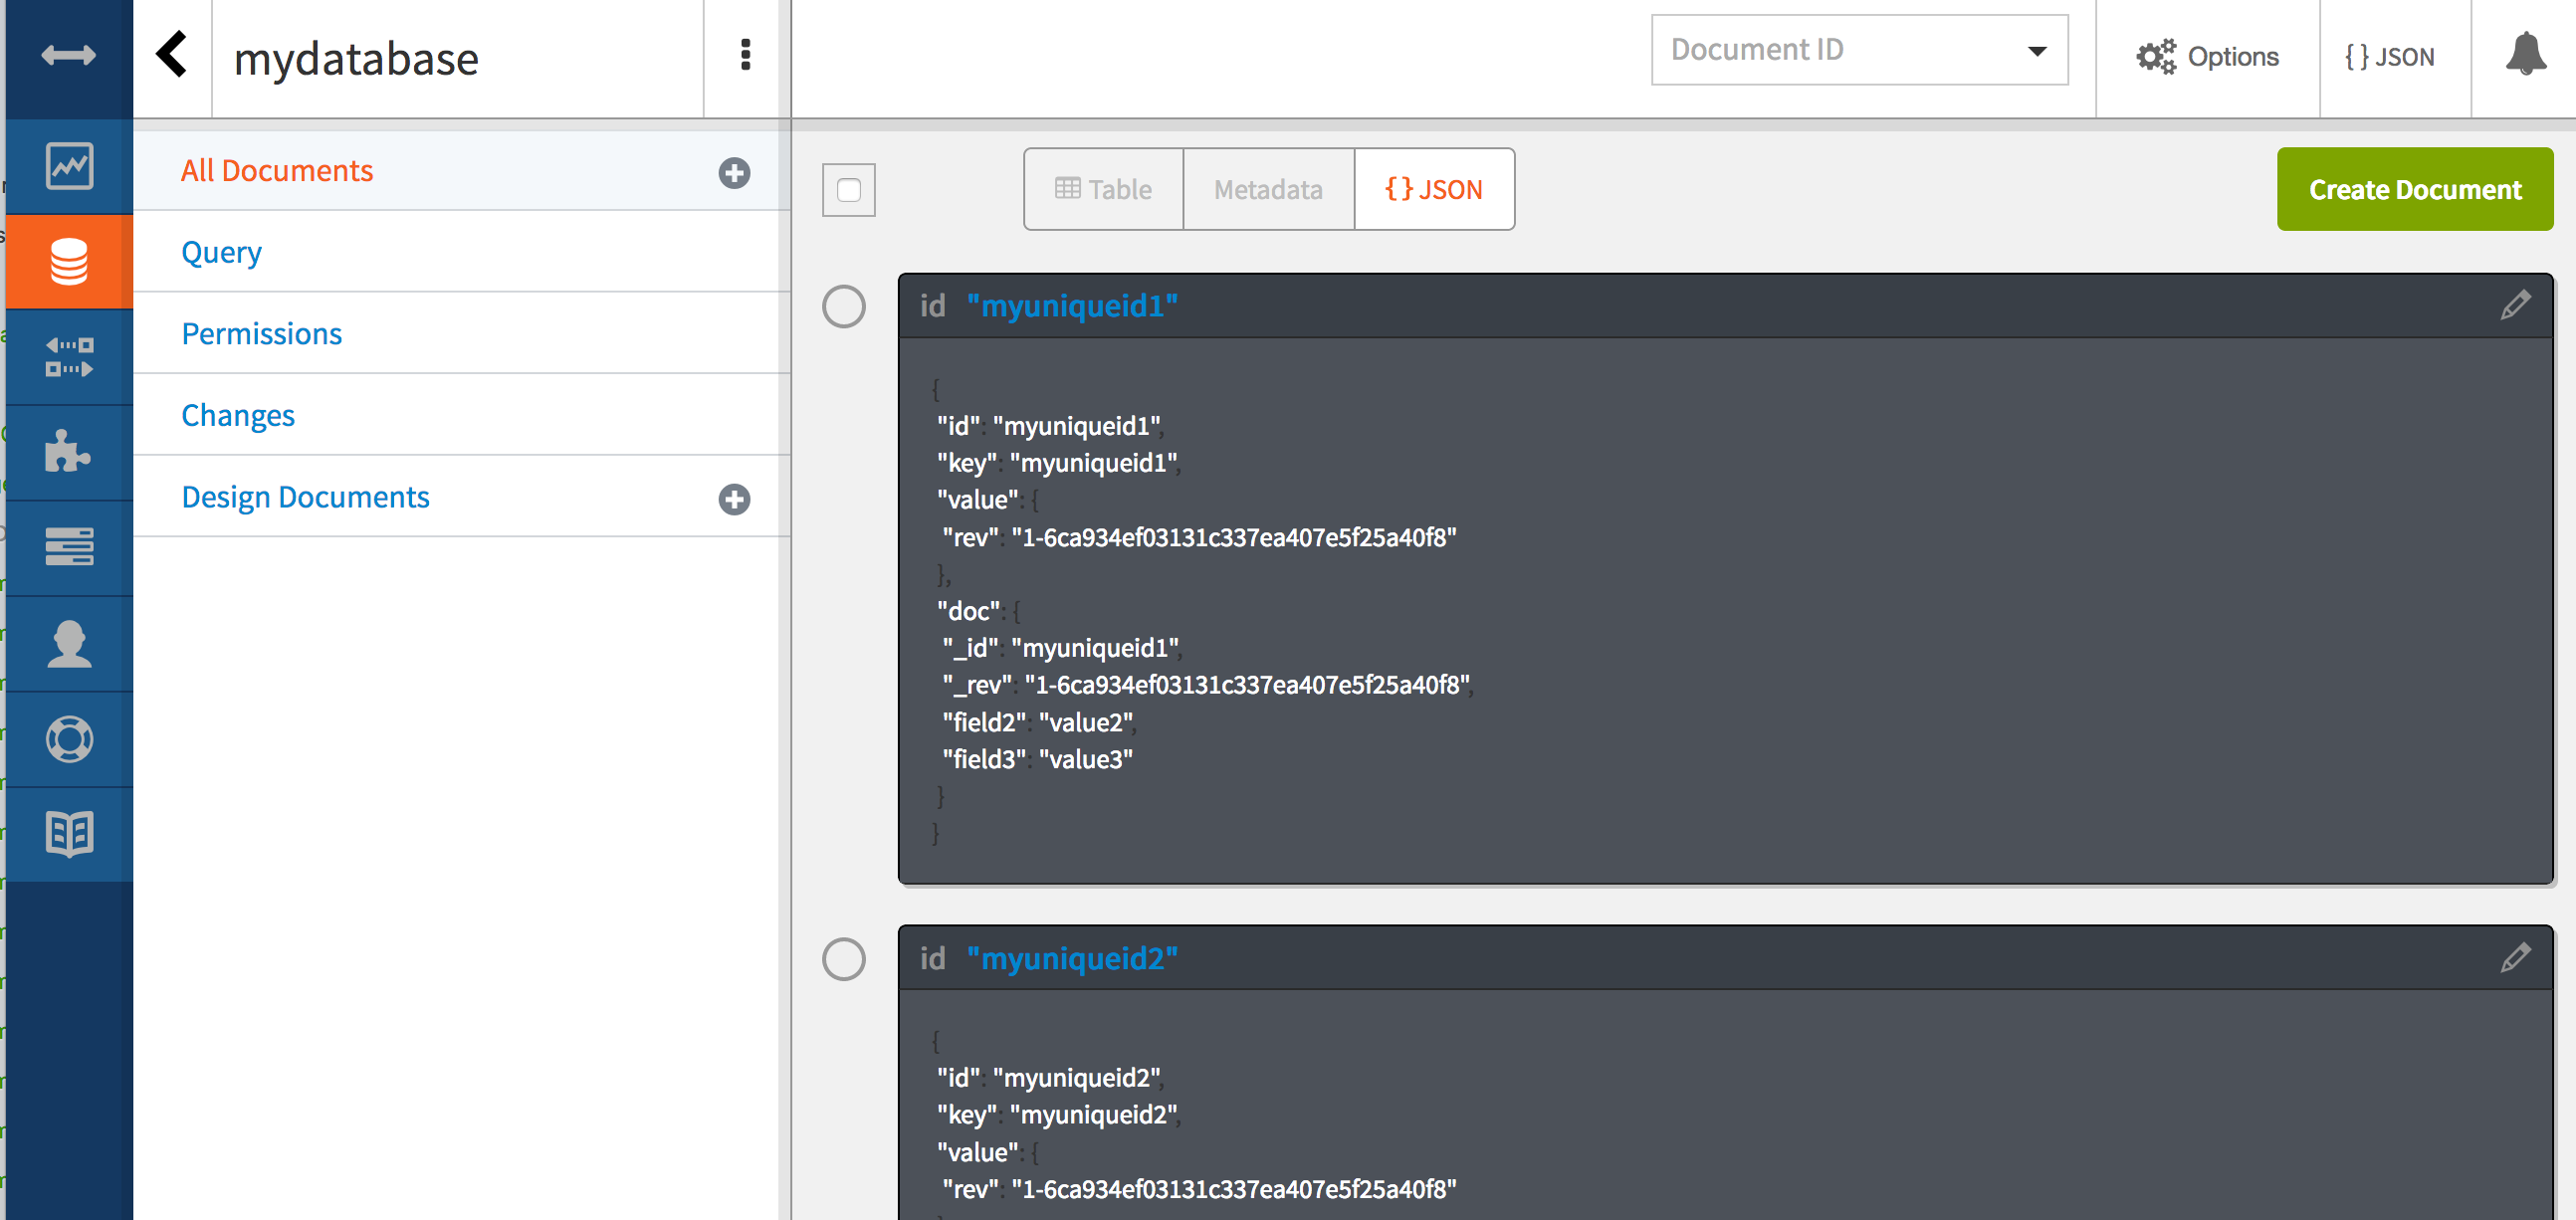 mydatabase
Document ID
Options
{ } JSON
All Documents
Query
Permissions
Changes
Design Documents
Table
Metadata
{ } JSON
Create Document
id "myuniqueid1"
{
"id": "myuniqueid1",
"key": "myuniqueid1",
"value": {
"rev": "1-6ca934ef03131c337ea407e5f25a40f8"
},
"doc": {
"_id": "myuniqueid1",
"_rev": "1-6ca934ef03131c337ea407e5f25a40f8",
"field2": "value2",
"field3": "value3"
}
}
id "myuniqueid2"
{
"id": "myuniqueid2",
"key": "myuniqueid2",
"value": {
"rev": "1-6ca934ef03131c337ea407e5f25a40f8"